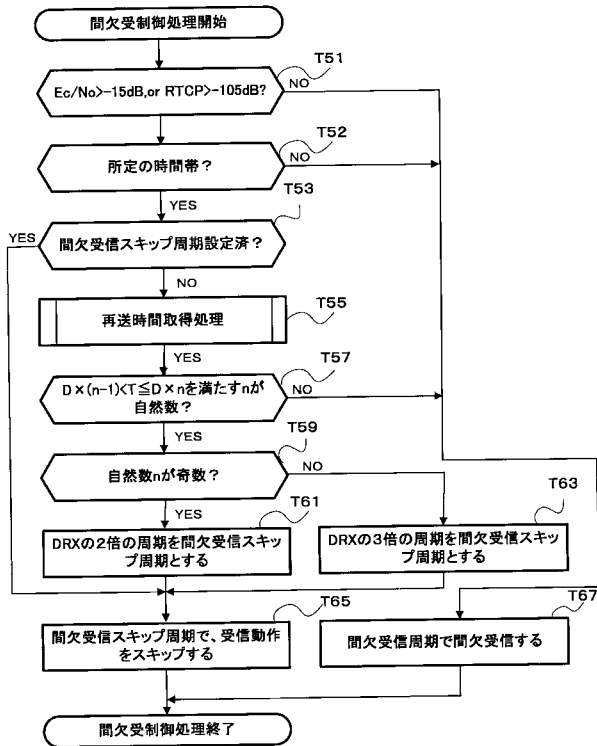 間欠受制御処理開始
T51
Ec/No>-15dB,or RTCP>-105dB?
NO
T52
所定の時間帯?
NO
YES
T53
YES
間欠受信スキップ周期設定済?
NO
T55
再送時間取得処理
YES
T57
D×(n-1)<T≦D×nを満たすnが
自然数?
NO
YES
T59
自然数nが奇数?
NO
YES
T61
T63
DRXの2倍の周期を間欠受信スキッ
プ周期とする
DRXの3倍の周期を間欠受信スキッ
プ周期とする
T65
T67
間欠受信スキップ周期で、受信動作
をスキップする
間欠受信周期で間欠受信する
間欠受制御処理終了